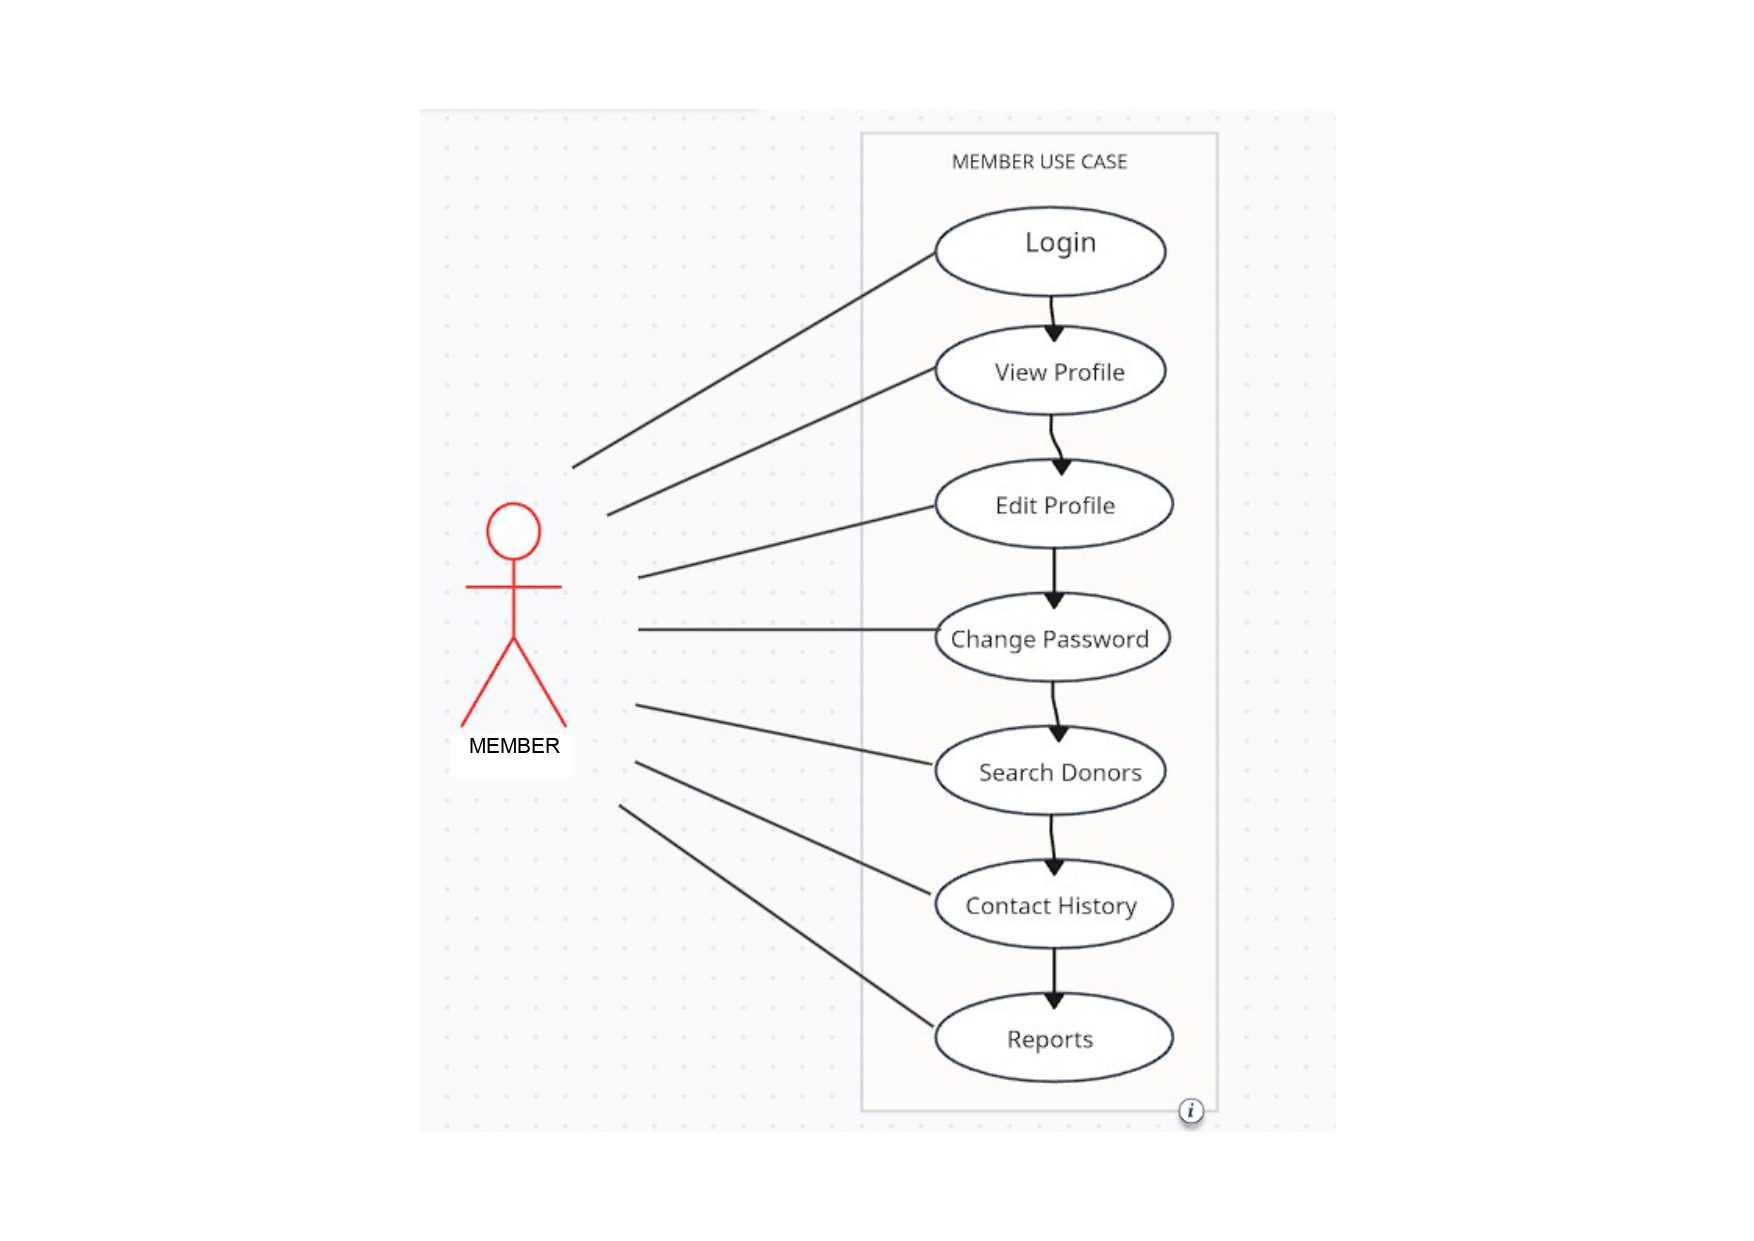 MEMBER USE CASE
Login
View Profile
Edit Profile
Change Password
Search Donors
Contact History
Reports
MEMBER
i